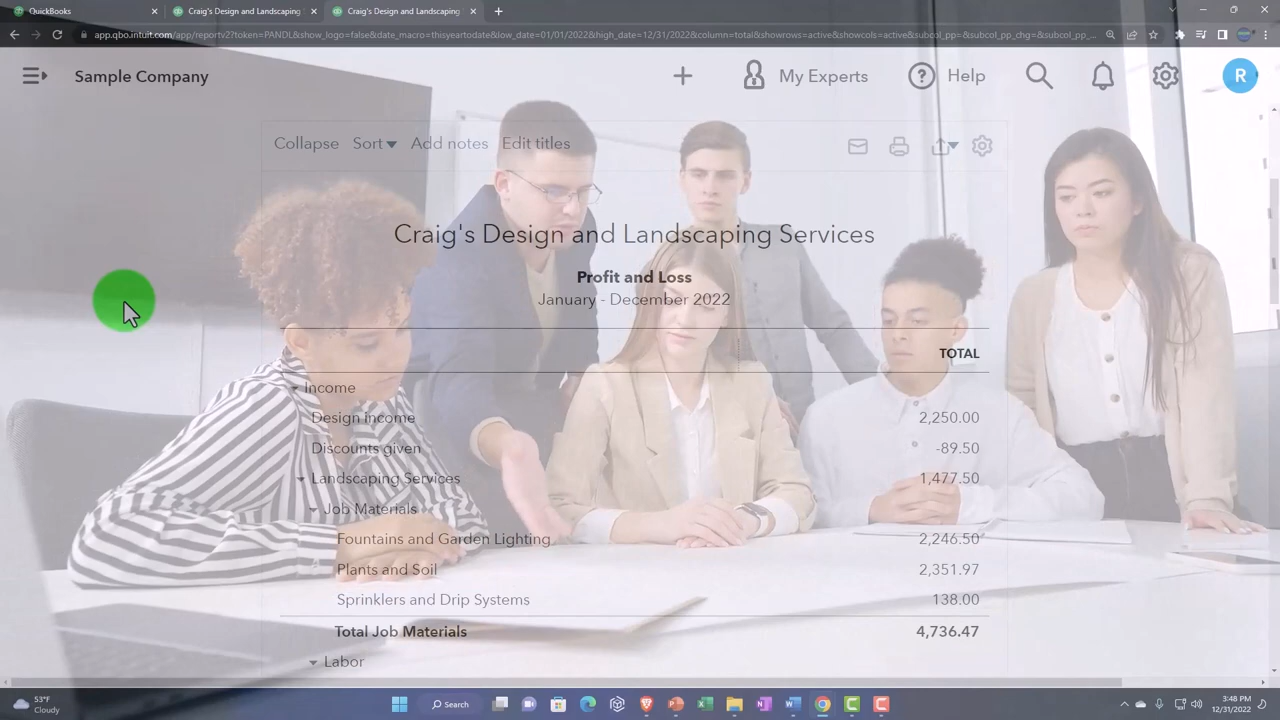 QuickBooks
Craig's Design and Landscaping
Craig's Design and Landscaping
app.qbo.intuit.com/app/reportv2?token=PANDL&show_logo=false&date_macro=thisyeartodate&low_date=01/01/2022&high_date=12/31/2022&column=total&showrows=active&showcols=active&subcol_pp=&subcol_pp_chg=&subcol_pp_...
Sample Company
My Experts
Help
R
Collapse Sort Add notes Edit titles
Craig's Design and Landscaping Services
Profit and Loss
January - December 2022
TOTAL
Income
Design income 2,250.00
Discounts given -89.50
Landscaping Services 1,477.50
Job Materials
Fountains and Garden Lighting 2,246.50
Plants and Soil 2,351.97
Sprinklers and Drip Systems 138.00
Total Job Materials 4,736.47
Labor
53°F
Cloudy
Search
3:48 PM
12/31/2022